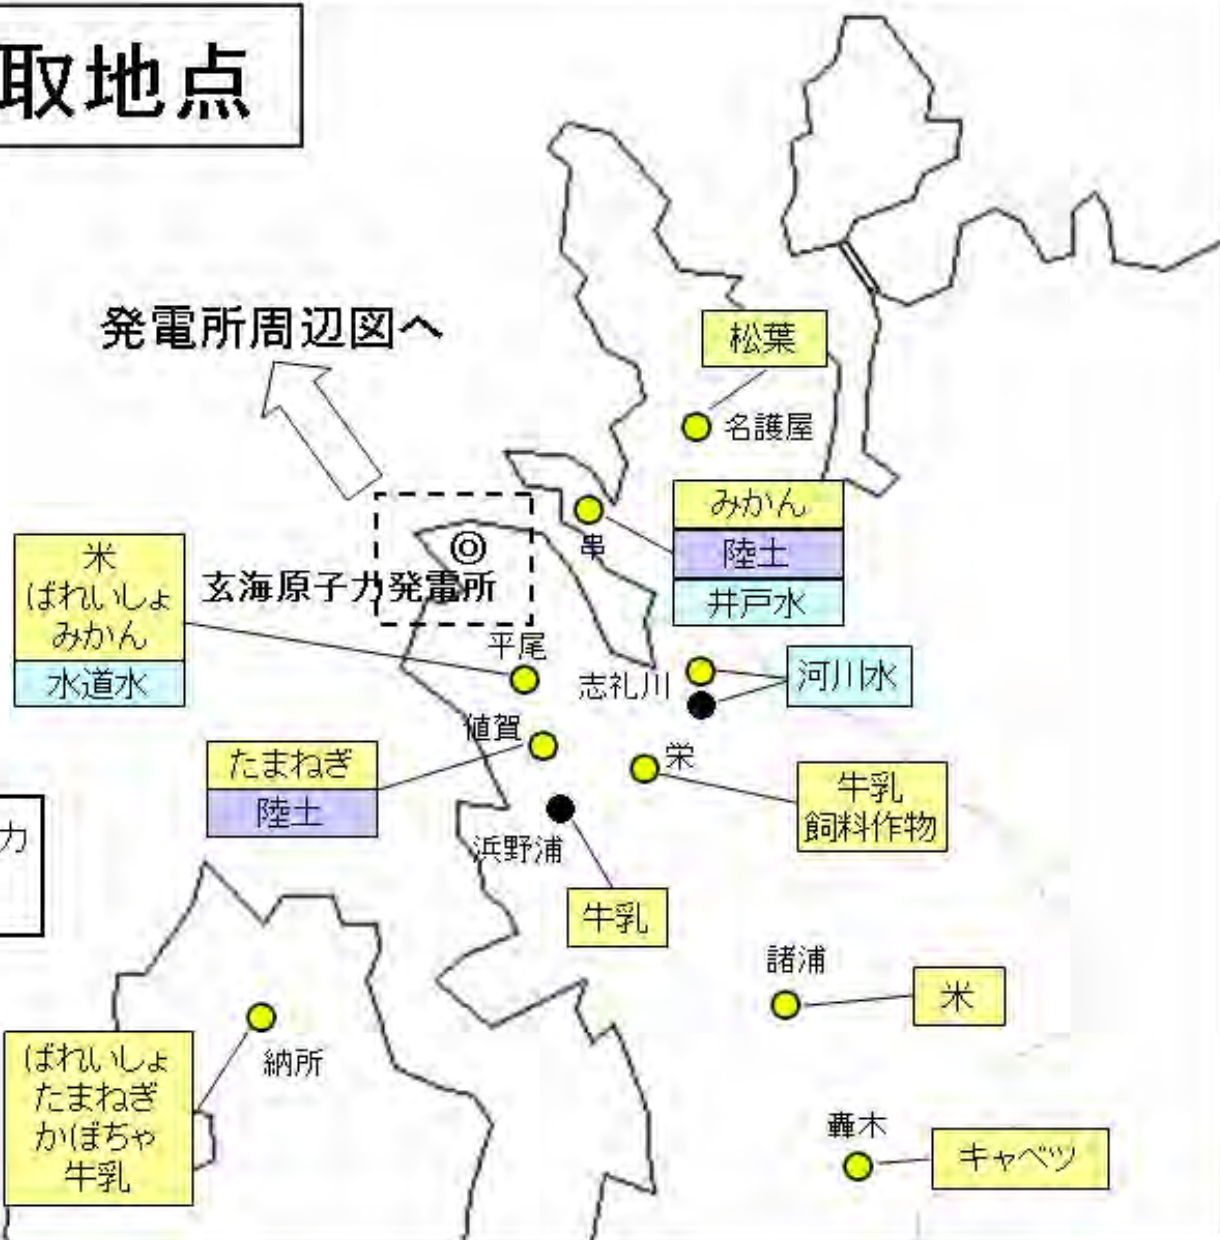 取地点
発電所周辺図へ
松葉
名護屋
みかん
陸土
井戸水
串
米
ばれいしょ
みかん
水道水
玄海原子力発電所
平尾
志礼川
河川水
値賀
たまねぎ
陸土
栄
牛乳
飼料作物
力
浜野浦
牛乳
諸浦
米
納所
ばれいしょ
たまねぎ
かぼちゃ
牛乳
轟木
キャベツ